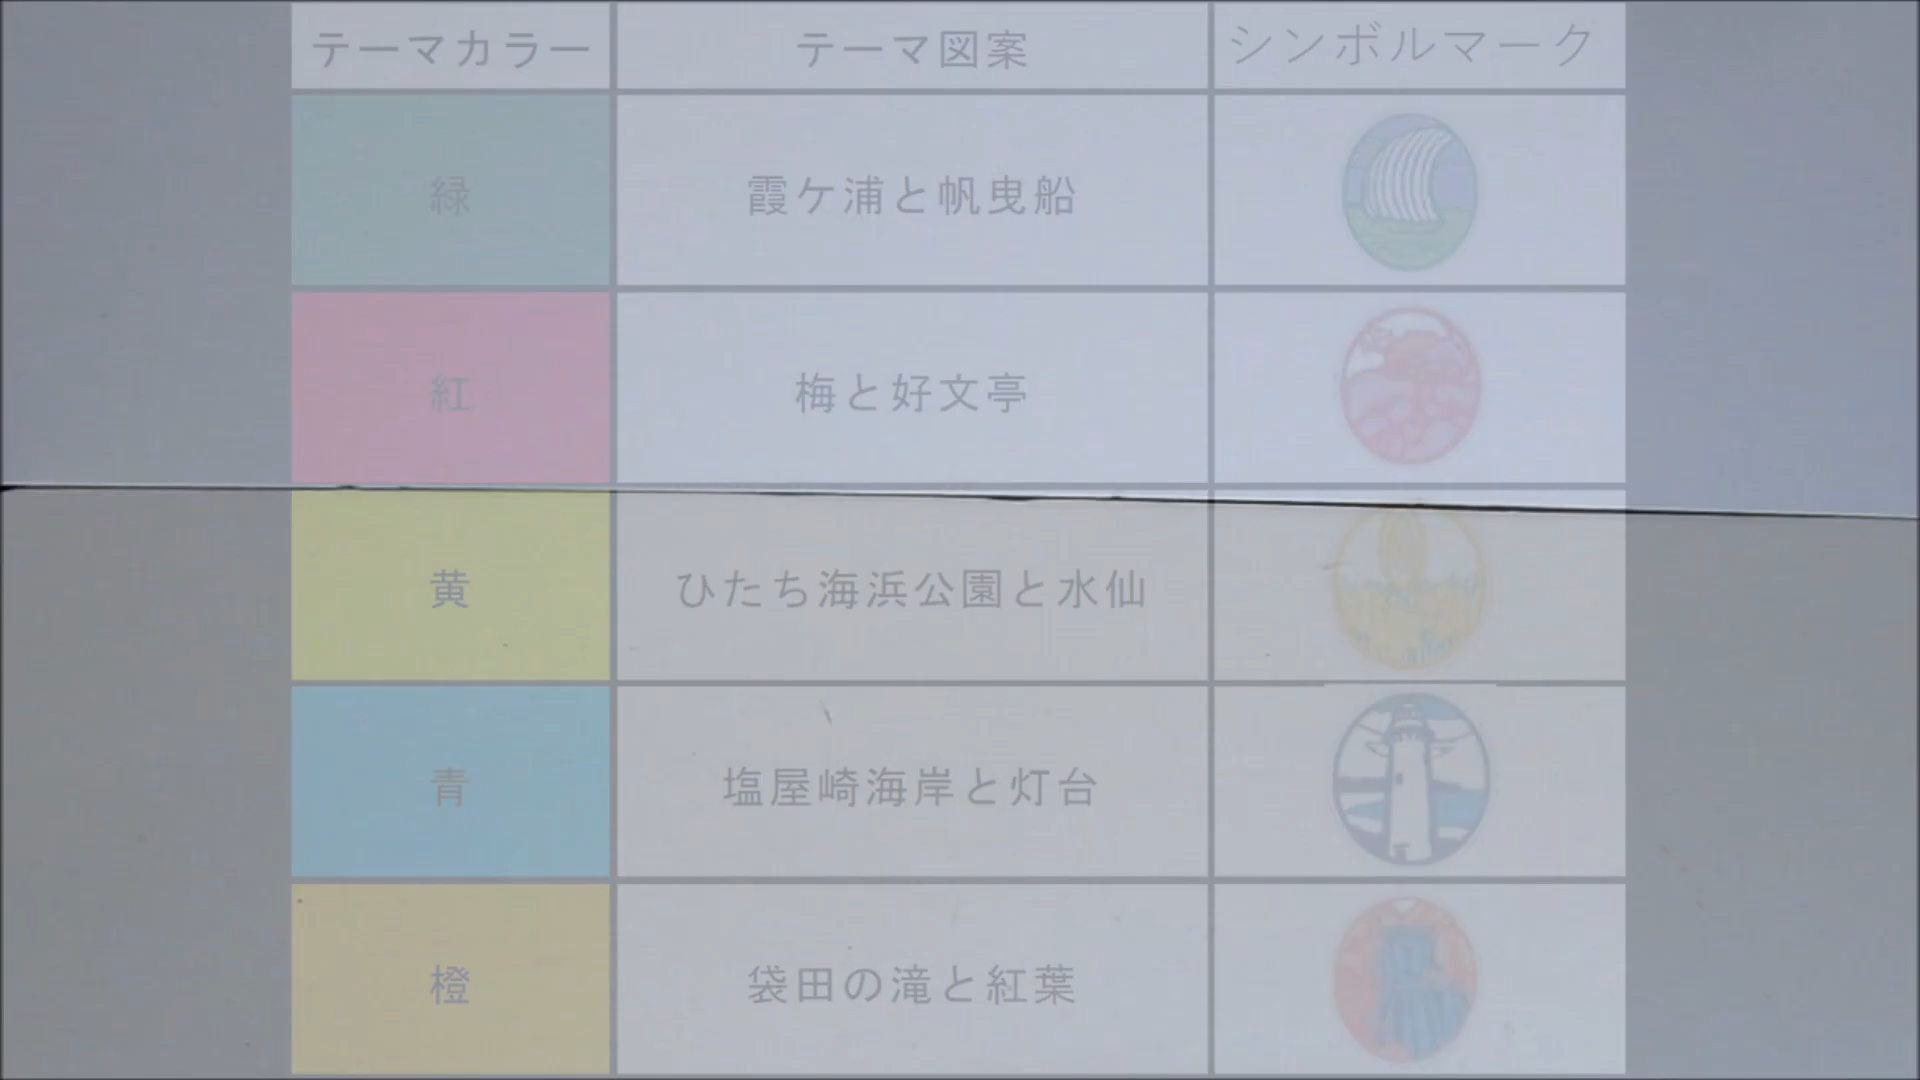 テーマカラー テーマ図案 シンボルマーク
緑 霞ケ浦と帆曳船
紅 梅と好文亭
黄 ひたち海浜公園と水仙
青 塩屋崎海岸と灯台
橙 袋田の滝と紅葉